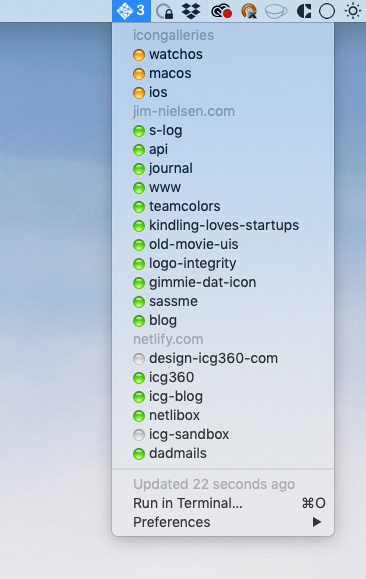 3
icongalleries
watchos
macos
ios
jim-nielsen.com
s-log
api
journal
www
teamcolors
kindling-loves-startups
old-movie-uis
logo-integrity
gimmie-dat-icon
sassme
blog
netlify.com
design-icg360-com
icg360
icg-blog
netlibox
icg-sandbox
dadmails
Updated 22 seconds ago
Run in Terminal... ⌘O
Preferences